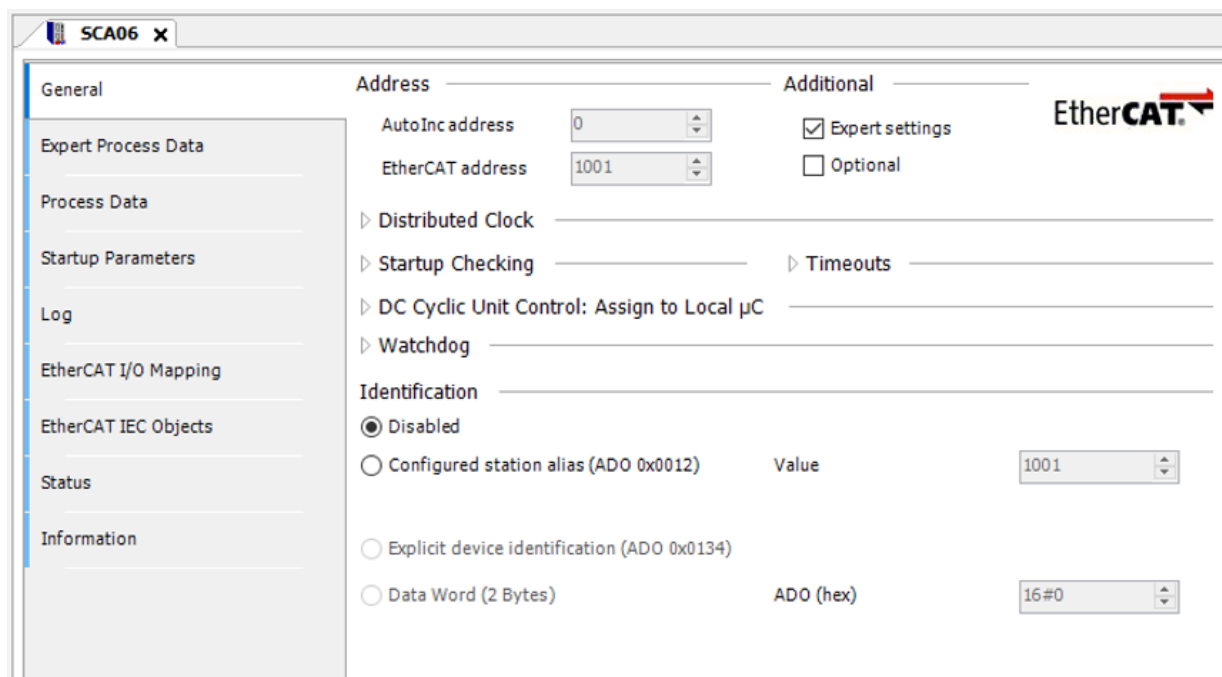 SCA06
General
Expert Process Data
Process Data
Startup Parameters
Log
EtherCAT I/O Mapping
EtherCAT IEC Objects
Status
Information
Address
AutoInc address 0
EtherCAT address 1001
Additional
Expert settings
Optional
EtherCAT.
Distributed Clock
Startup Checking
Timeouts
DC Cyclic Unit Control: Assign to Local µC
Watchdog
Identification
Disabled
Configured station alias (ADO 0x0012) Value 1001
Explicit device identification (ADO 0x0134)
Data Word (2 Bytes) ADO (hex) 16#0